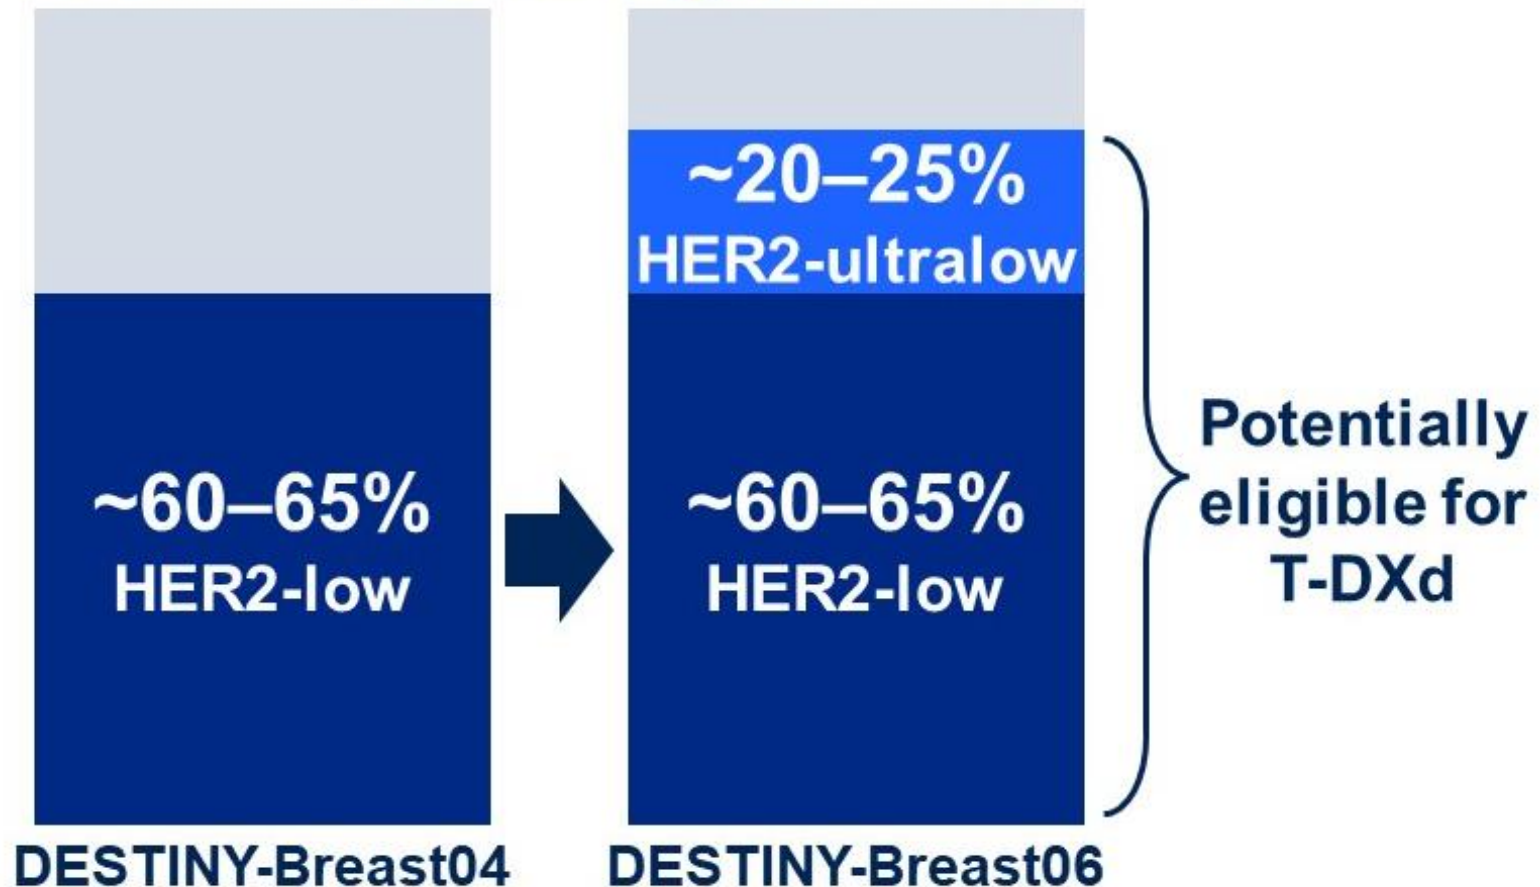 ~60–65%
HER2-low
DESTINY-Breast04
~20–25%
HER2-ultralow
~60–65%
HER2-low
DESTINY-Breast06
Potentially
eligible for
T-DXd